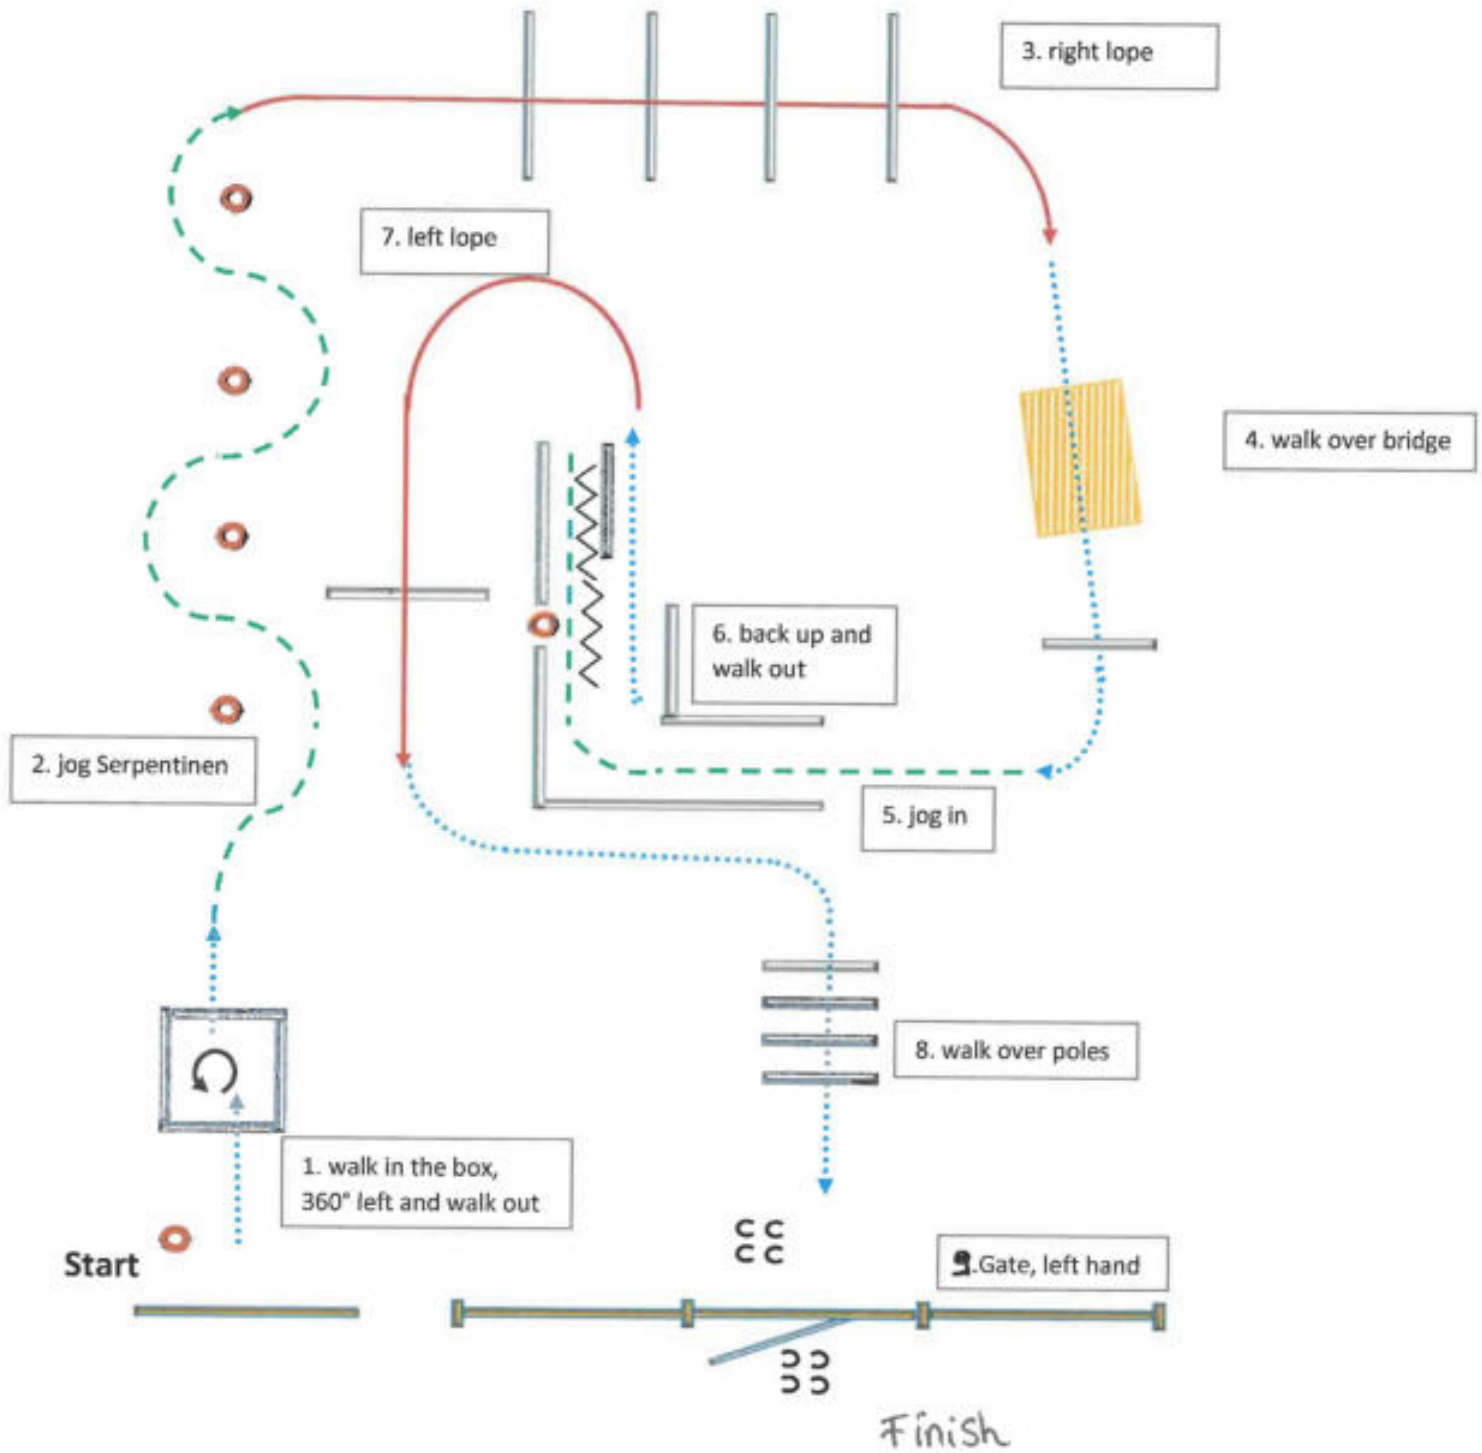 3. right lope
7. left lope
4. walk over bridge
6. back up and
walk out
2. jog Serpentinen
5. jog in
8. walk over poles
1. walk in the box,
360° left and walk out
Start
9.Gate, left hand
Finish